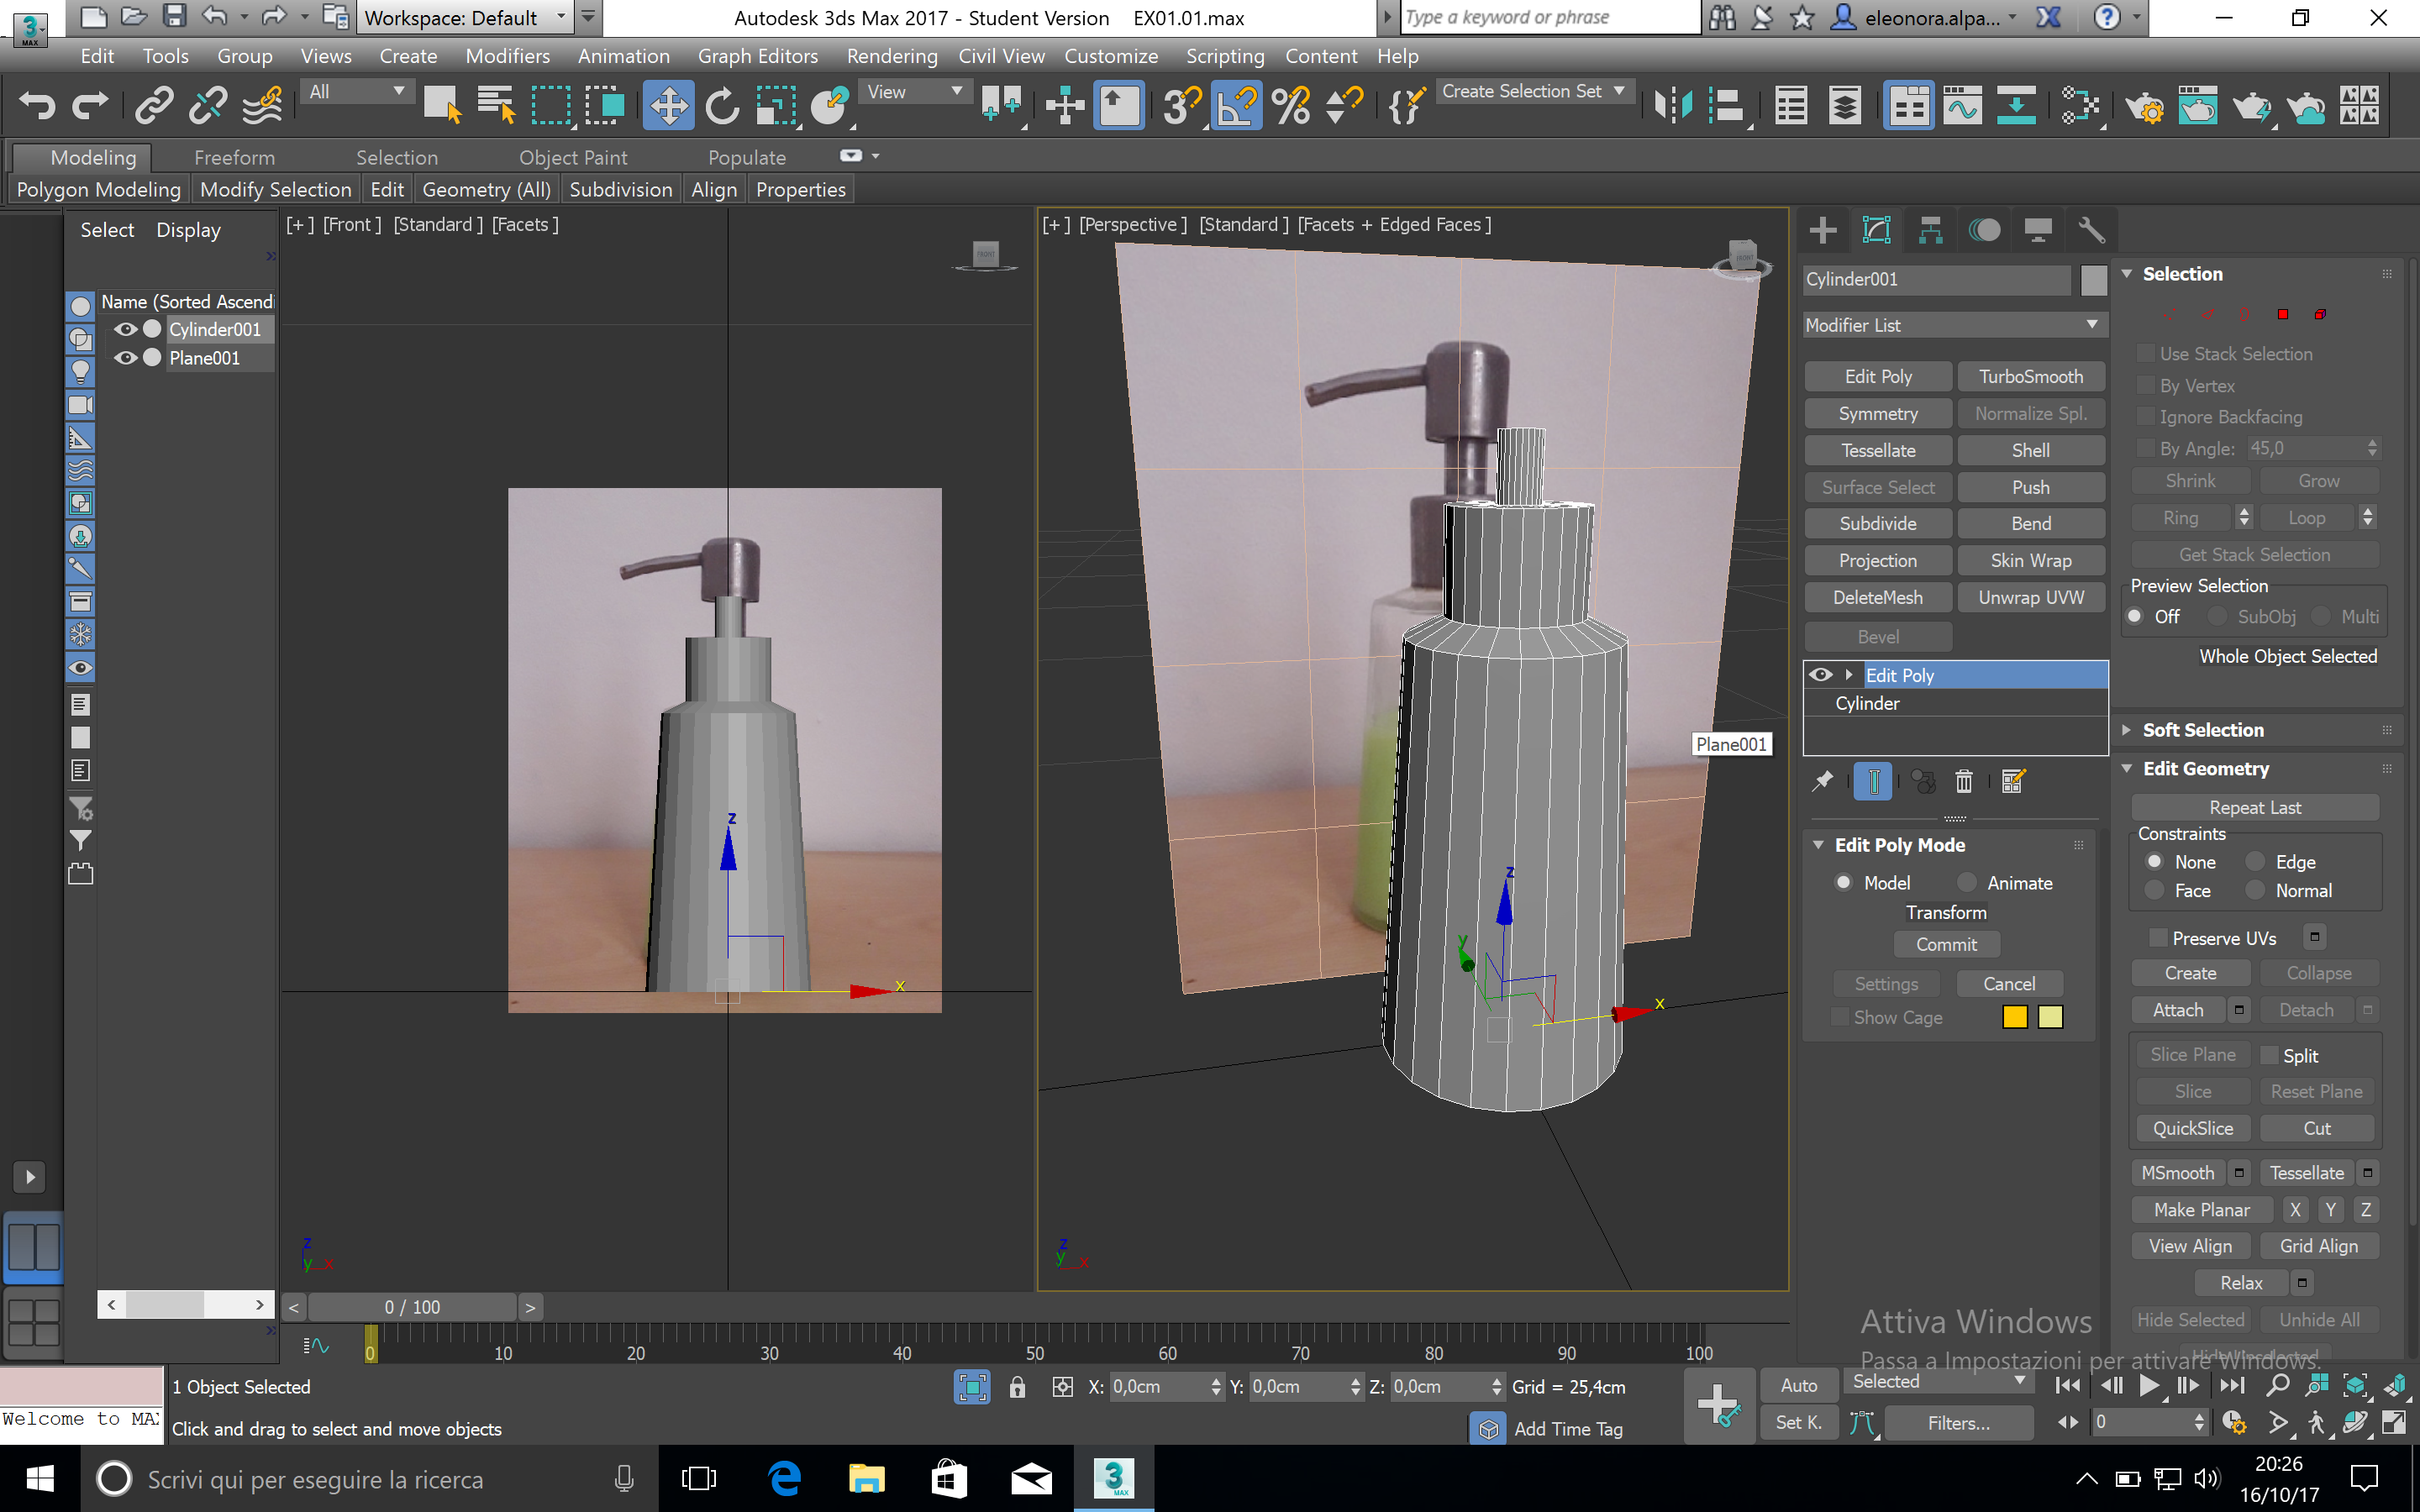 Workspace: Default
Autodesk 3ds Max 2017 - Student Version EX01.01.max
Type a keyword or phrase
eleonora.alpa...
3
MAX
Edit Tools Group Views Create Modifiers Animation Graph Editors Rendering Civil View Customize Scripting Content Help
All
View
Create Selection Set
Modeling Freeform Selection Object Paint Populate
Polygon Modeling Modify Selection Edit Geometry (All) Subdivision Align Properties
Select Display
Name (Sorted Ascendi
Cylinder001
Plane001
[+] [Front] [Standard] [Facets]
FRONT
z
x
z
y x
[+] [Perspective] [Standard] [Facets + Edged Faces]
FRONT
Plane001
z
y
x
z
y x
Cylinder001
Modifier List
Edit Poly TurboSmooth
Symmetry Normalize Spl.
Tessellate Shell
Surface Select Push
Subdivide Bend
Projection Skin Wrap
DeleteMesh Unwrap UVW
Bevel
Edit Poly
Cylinder
Edit Poly Mode
Model Animate
Transform
Commit
Settings Cancel
Show Cage
Selection
Use Stack Selection
By Vertex
Ignore Backfacing
By Angle: 45,0
Shrink Grow
Ring Loop
Get Stack Selection
Preview Selection
Off SubObj Multi
Whole Object Selected
Soft Selection
Edit Geometry
Repeat Last
Constraints
None Edge
Face Normal
Preserve UVs
Create Collapse
Attach Detach
Slice Plane Split
Slice Reset Plane
QuickSlice Cut
MSmooth Tessellate
Make Planar X Y Z
View Align Grid Align
Relax
Hide Selected Unhide All
Hide Unselected
Attiva Windows
Passa a Impostazioni per attivare Windows.
< 0 / 100 >
0 10 20 30 40 50 60 70 80 90 100
1 Object Selected
X: 0,0cm Y: 0,0cm Z: 0,0cm Grid = 25,4cm
Auto Selected
Welcome to MA
Click and drag to select and move objects
Add Time Tag
Set K. Filters... 0
Scrivi qui per eseguire la ricerca
3
MAX
20:26
16/10/17